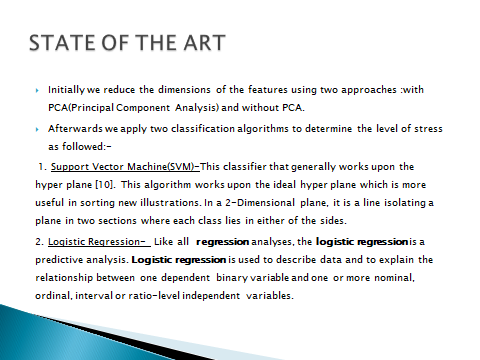 STATE OF THE ART
Initially we reduce the dimensions of the features using two approaches :with
PCA(Principal Component Analysis) and without PCA.
Afterwards we apply two classification algorithms to determine the level of stress
as followed:-
1. Support Vector Machine(SVM)-This classifier that generally works upon the
hyper plane [10]. This algorithm works upon the ideal hyper plane which is more
useful in sorting new illustrations. In a 2-Dimensional plane, it is a line isolating a
plane in two sections where each class lies in either of the sides.
2. Logistic Regression- Like all regression analyses, the logistic regression is a
predictive analysis. Logistic regression is used to describe data and to explain the
relationship between one dependent binary variable and one or more nominal,
ordinal, interval or ratio-level independent variables.